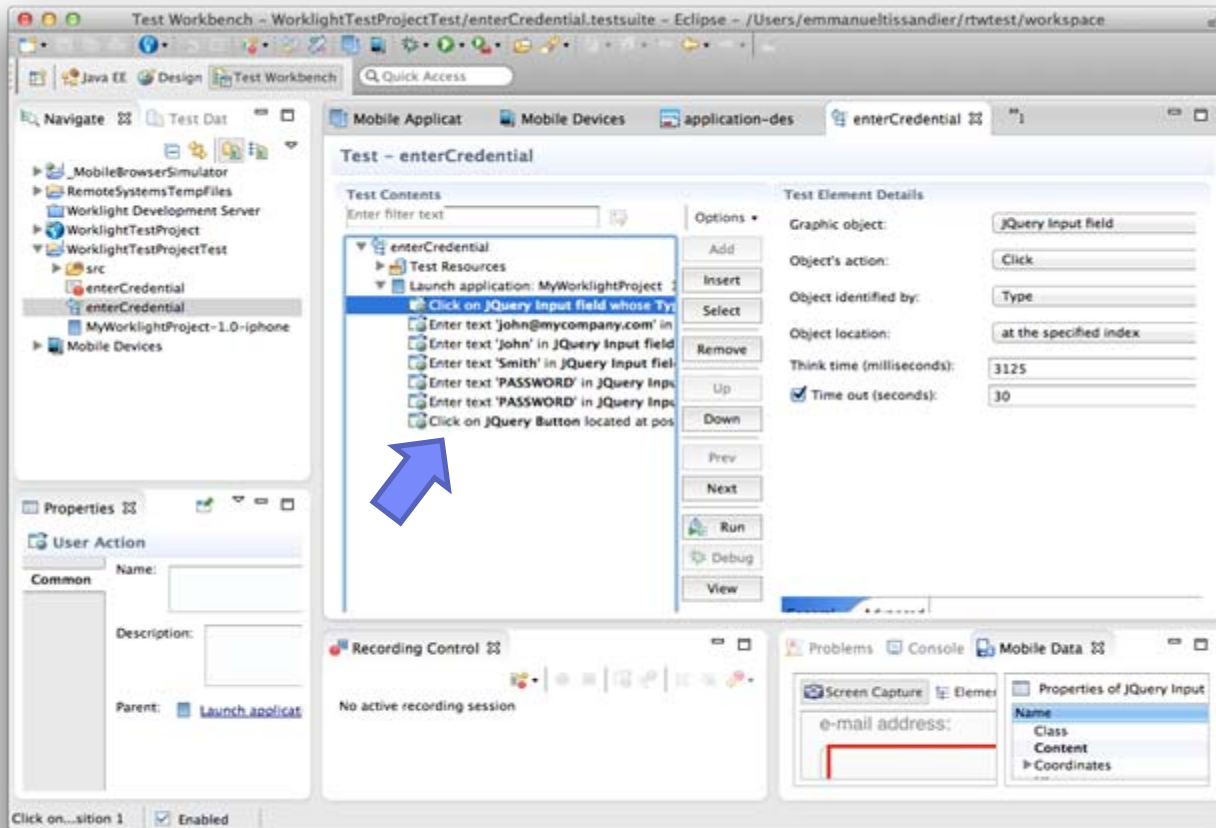 Test Workbench – WorklightTestProjectTest/enterCredential.testsuite – Eclipse – /Users/emmanueltissandier/rtwtest/workspace
Java EE Design Test Workbench Quick Access
Navigate Test Dat
_MobileBrowserSimulator
RemoteSystemsTempFiles
Worklight Development Server
WorklightTestProject
WorklightTestProjectTest
src
enterCredential
enterCredential
MyWorklightProject-1.0-iphone
Mobile Devices
Mobile Applicat Mobile Devices application-des enterCredential "1
Test – enterCredential
Test Contents
Enter filter text
Options
enterCredential
Test Resources
Launch application: MyWorklightProject
Click on JQuery Input field whose Ty
Enter text 'john@mycompany.com' in
Enter text 'John' in JQuery Input field
Enter text 'Smith' in JQuery Input fiel
Enter text 'PASSWORD' in JQuery Inpu
Enter text 'PASSWORD' in JQuery Inpu
Click on JQuery Button located at pos
Add
Insert
Select
Remove
Up
Down
Prev
Next
Run
Debug
View
Test Element Details
Graphic object: JQuery Input field
Object's action: Click
Object identified by: Type
Object location: at the specified index
Think time (milliseconds): 3125
Time out (seconds): 30
Properties
User Action
Common
Name:
Description:
Parent: Launch applicat
Recording Control
No active recording session
Problems Console Mobile Data
Screen Capture Elemen
e-mail address:
Properties of JQuery Input
Name
Class
Content
Coordinates
Click on...sition 1 Enabled